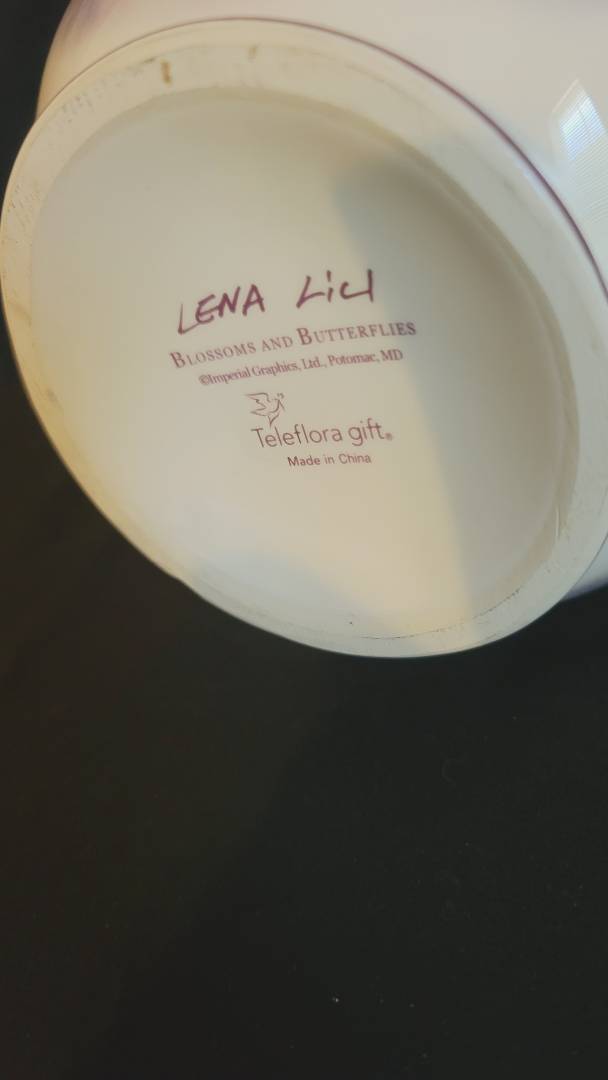 LENA LiU
BLOSSOMS AND BUTTERFLIES
©Imperial Graphics, Ltd., Potomac, MD
Teleflora gift®
Made in China